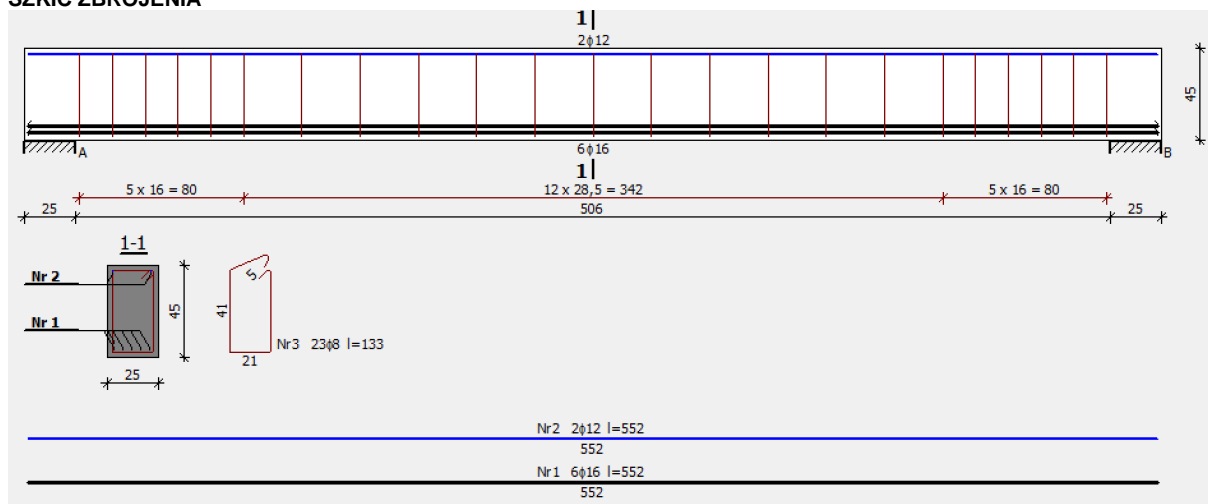 SZKIC ZBROJENIA
1
2ϕ12
45
A
6ϕ16
B
1
5 x 16 = 80
12 x 28,5 = 342
5 x 16 = 80
25
506
25
1-1
Nr 2
Nr 1
45
25
5
41
21
Nr3 23ϕ8 l=133
Nr2 2ϕ12 l=552
552
Nr1 6ϕ16 l=552
552